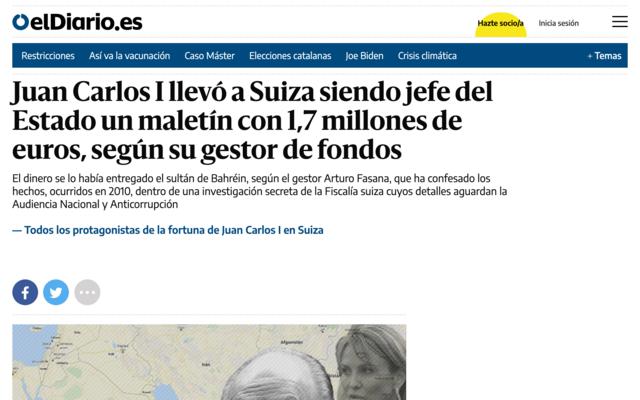 elDiario.es
Hazte socio/a
Inicia sesión
Restricciones Así va la vacunación Caso Máster Elecciones catalanas Joe Biden Crisis climática + Temas
Juan Carlos I llevó a Suiza siendo jefe del
Estado un maletín con 1,7 millones de
euros, según su gestor de fondos
El dinero se lo había entregado el sultán de Bahréin, según el gestor Arturo Fasana, que ha confesado los
hechos, ocurridos en 2010, dentro de una investigación secreta de la Fiscalía suiza cuyos detalles aguardan la
Audiencia Nacional y Anticorrupción
— Todos los protagonistas de la fortuna de Juan Carlos I en Suiza
Afganistán
Irán